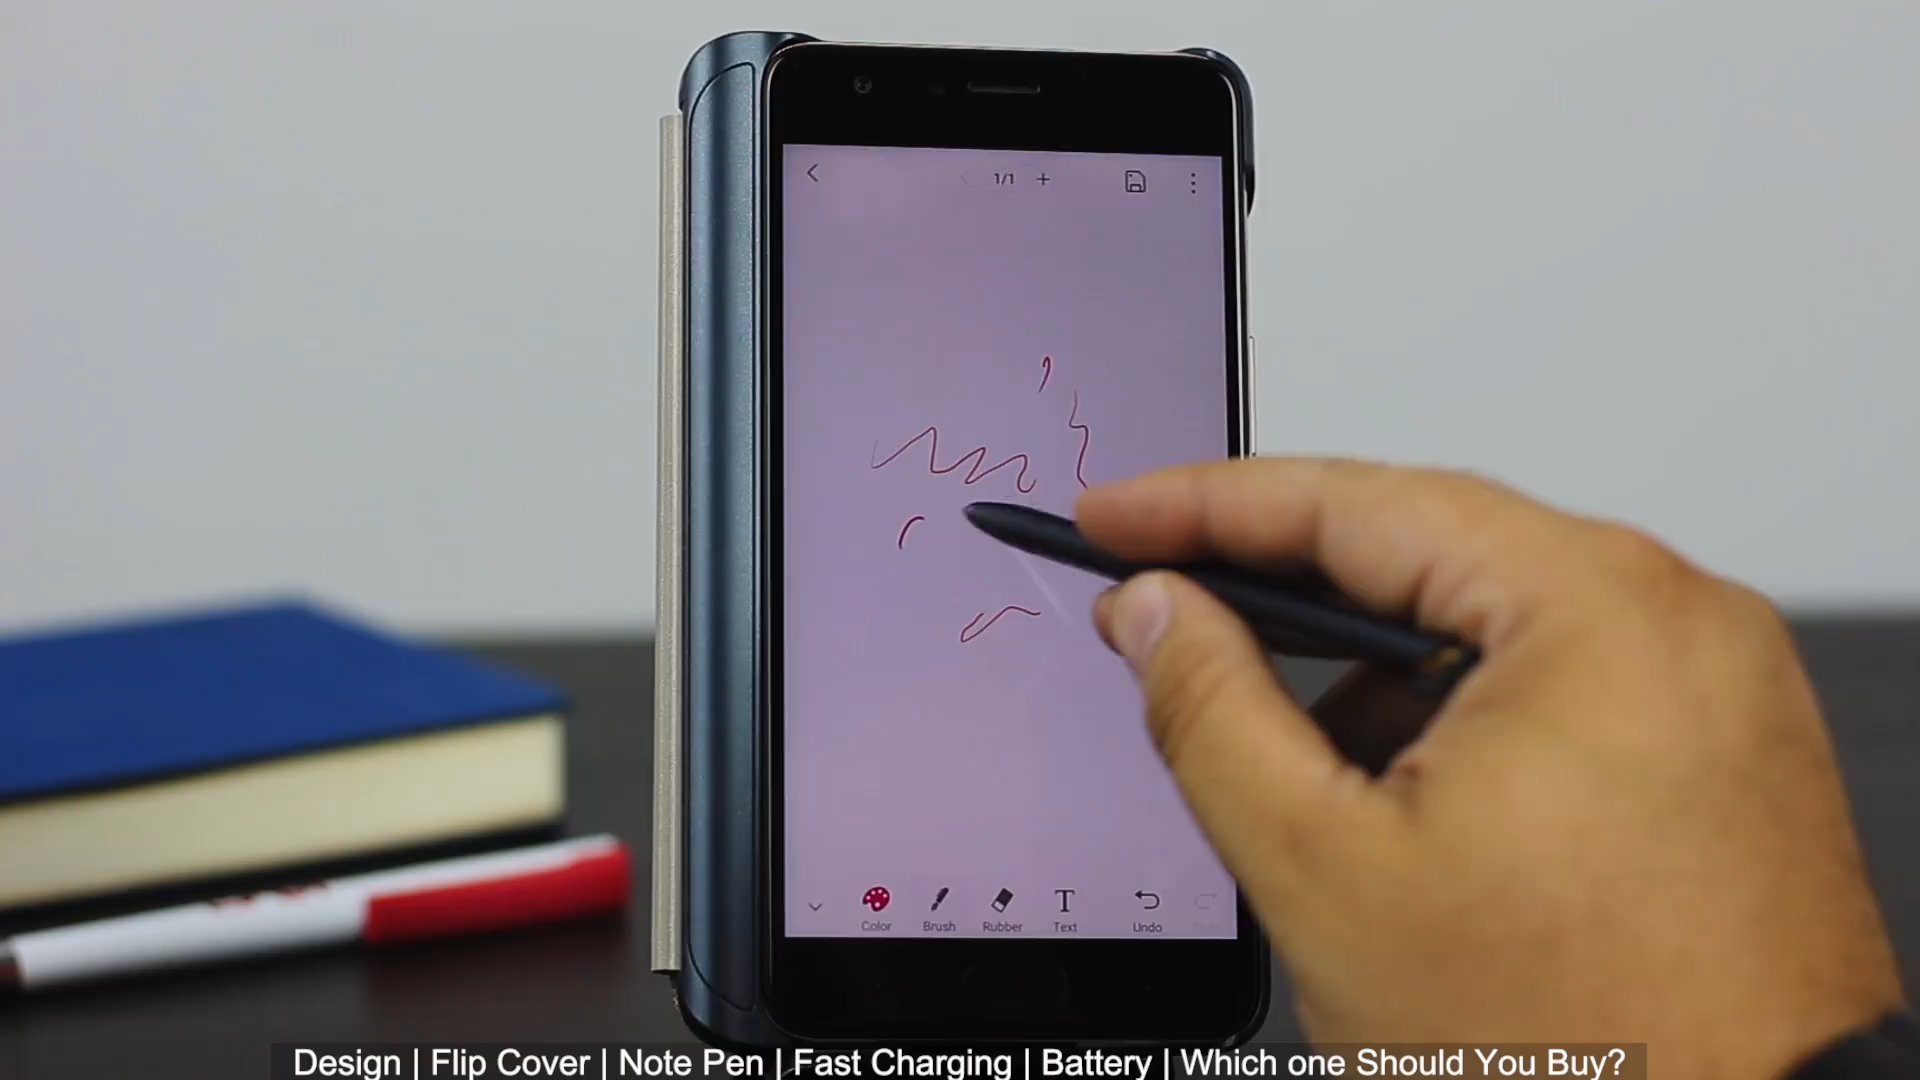 1/1
Color Brush Rubber Text Undo
Design | Flip Cover | Note Pen | Fast Charging | Battery | Which one Should You Buy?